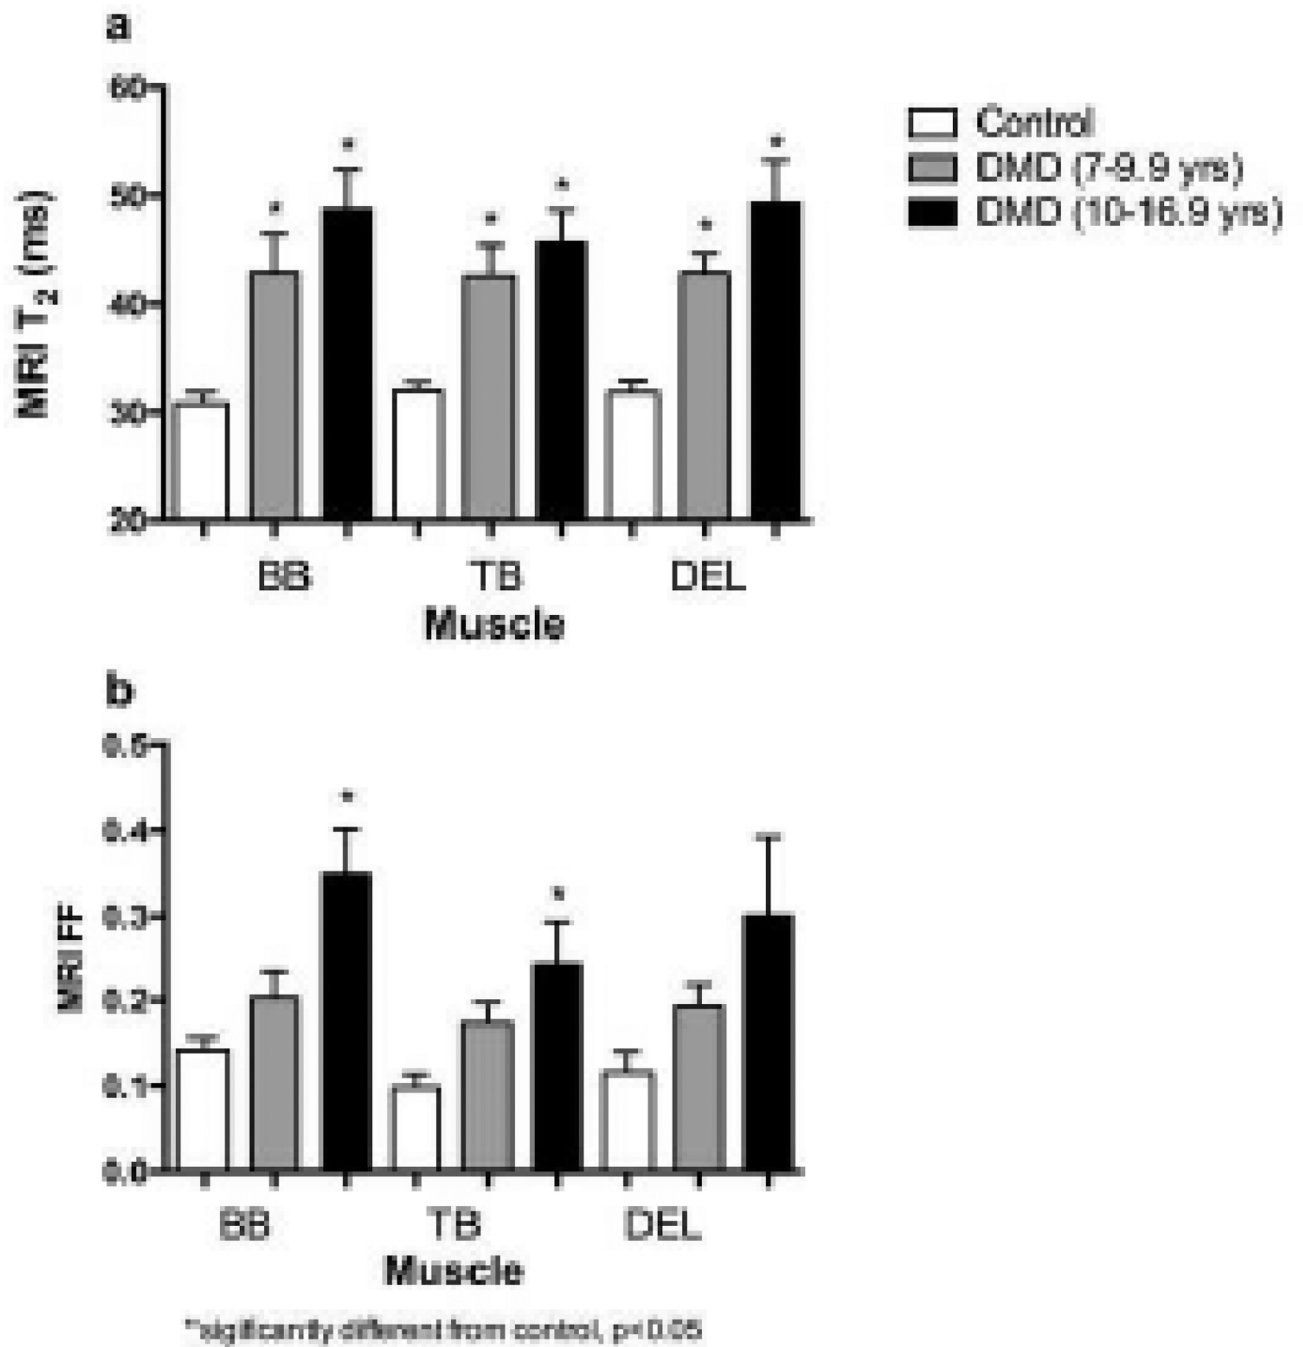 a
60
50
40
30
20
MRI T2 (ms)
* * * * * *
BB TB DEL
Muscle
Control
DMD (7-9.9 yrs)
DMD (10-16.9 yrs)
b
0.5
0.4
0.3
0.2
0.1
0.0
MRI FF
* *
BB TB DEL
Muscle
*sigificantly different from control, p<0.05